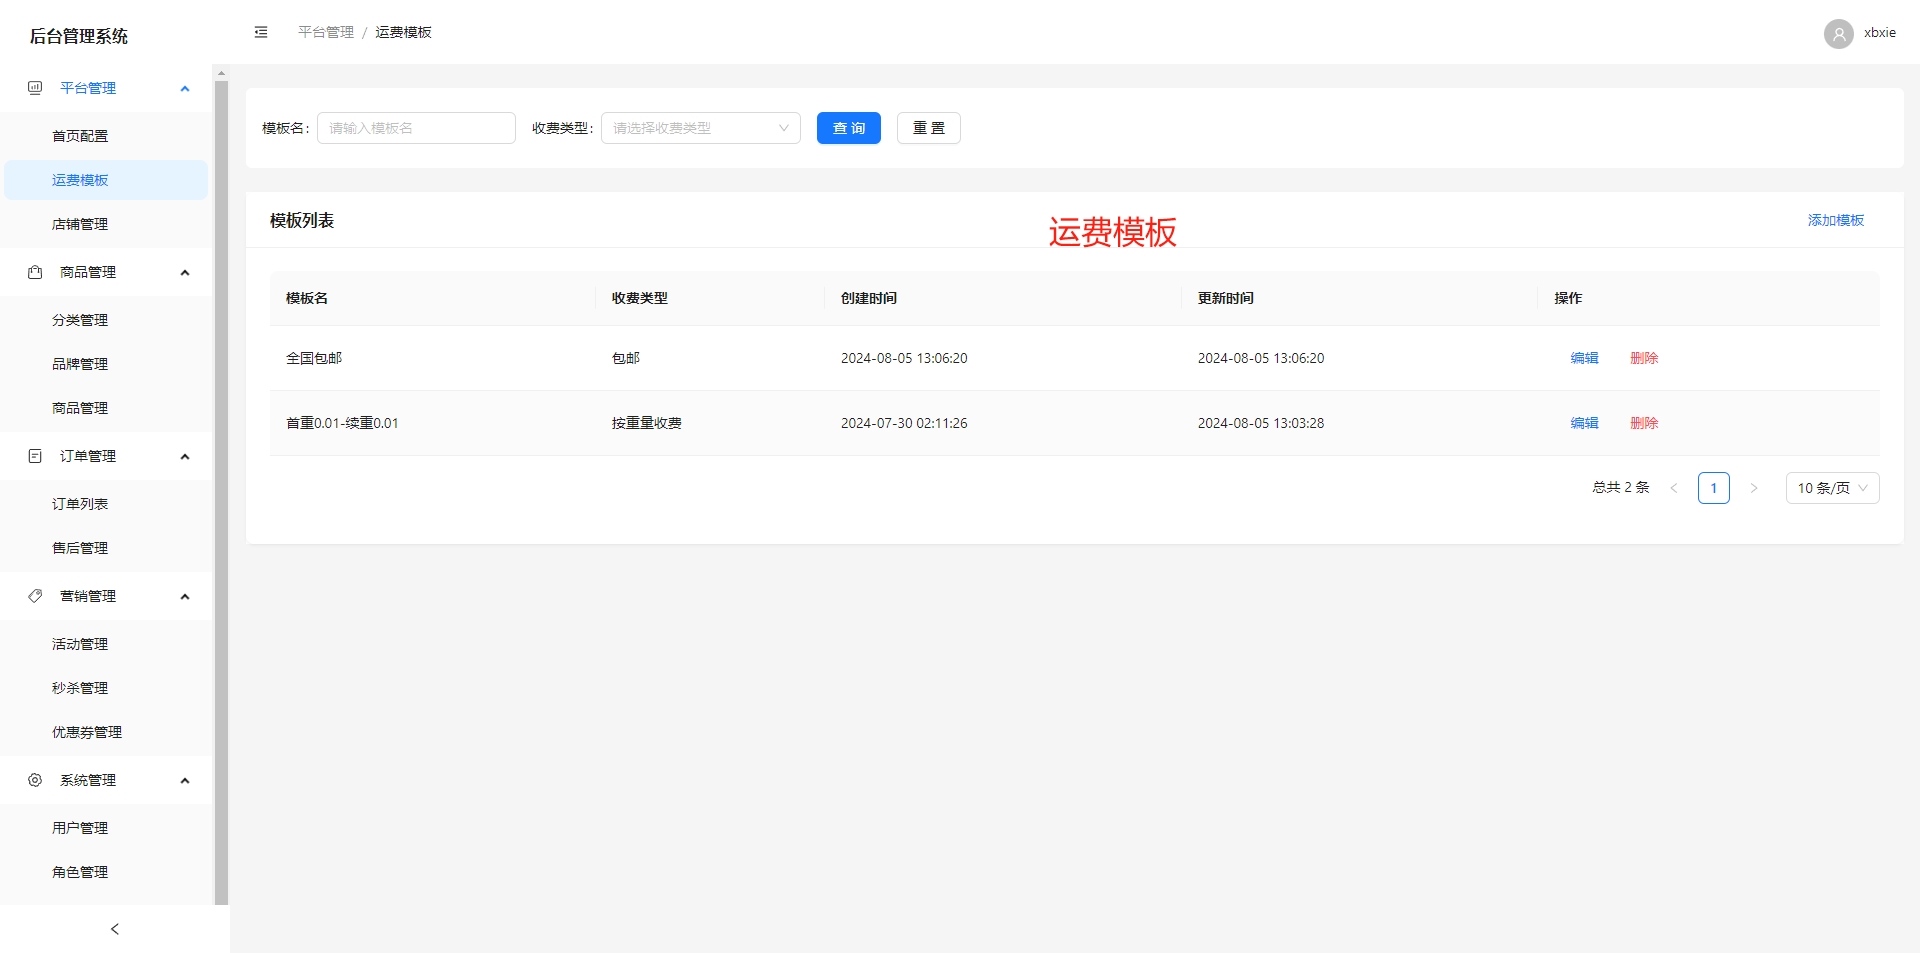 后台管理系统
平台管理 / 运费模板
xbxie
平台管理
首页配置
运费模板
店铺管理
商品管理
分类管理
品牌管理
商品管理
订单管理
订单列表
售后管理
营销管理
活动管理
秒杀管理
优惠券管理
系统管理
用户管理
角色管理
模板名: 请输入模板名 收费类型: 请选择收费类型 查 询 重 置
模板列表 运费模板 添加模板
模板名 收费类型 创建时间 更新时间 操作
全国包邮 包邮 2024-08-05 13:06:20 2024-08-05 13:06:20 编辑 删除
首重0.01-续重0.01 按重量收费 2024-07-30 02:11:26 2024-08-05 13:03:28 编辑 删除
总共 2 条 < 1 > 10 条/页